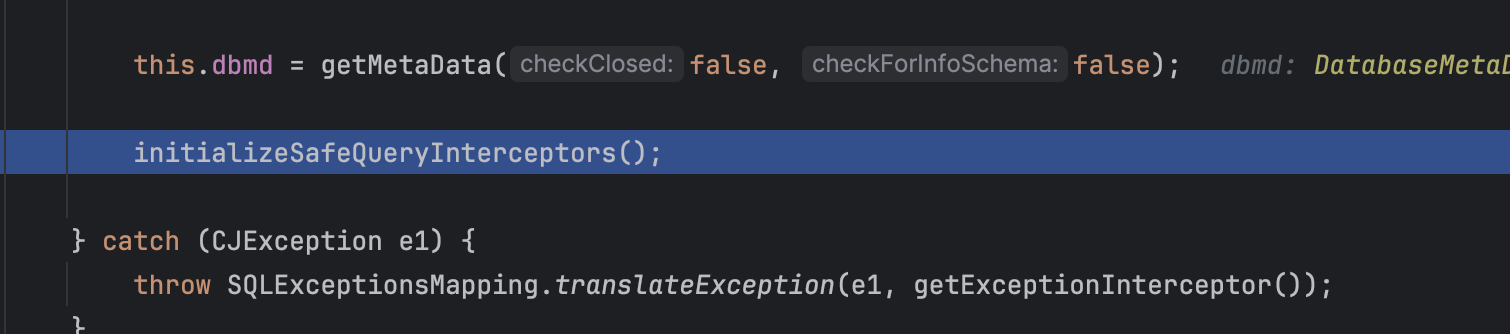 this.dbmd = getMetaData( checkClosed: false, checkForInfoSchema: false); dbmd: DatabaseMetaD
initializeSafeQueryInterceptors();
} catch (CJException e1) {
throw SQLExceptionsMapping.translateException(e1, getExceptionInterceptor());
}